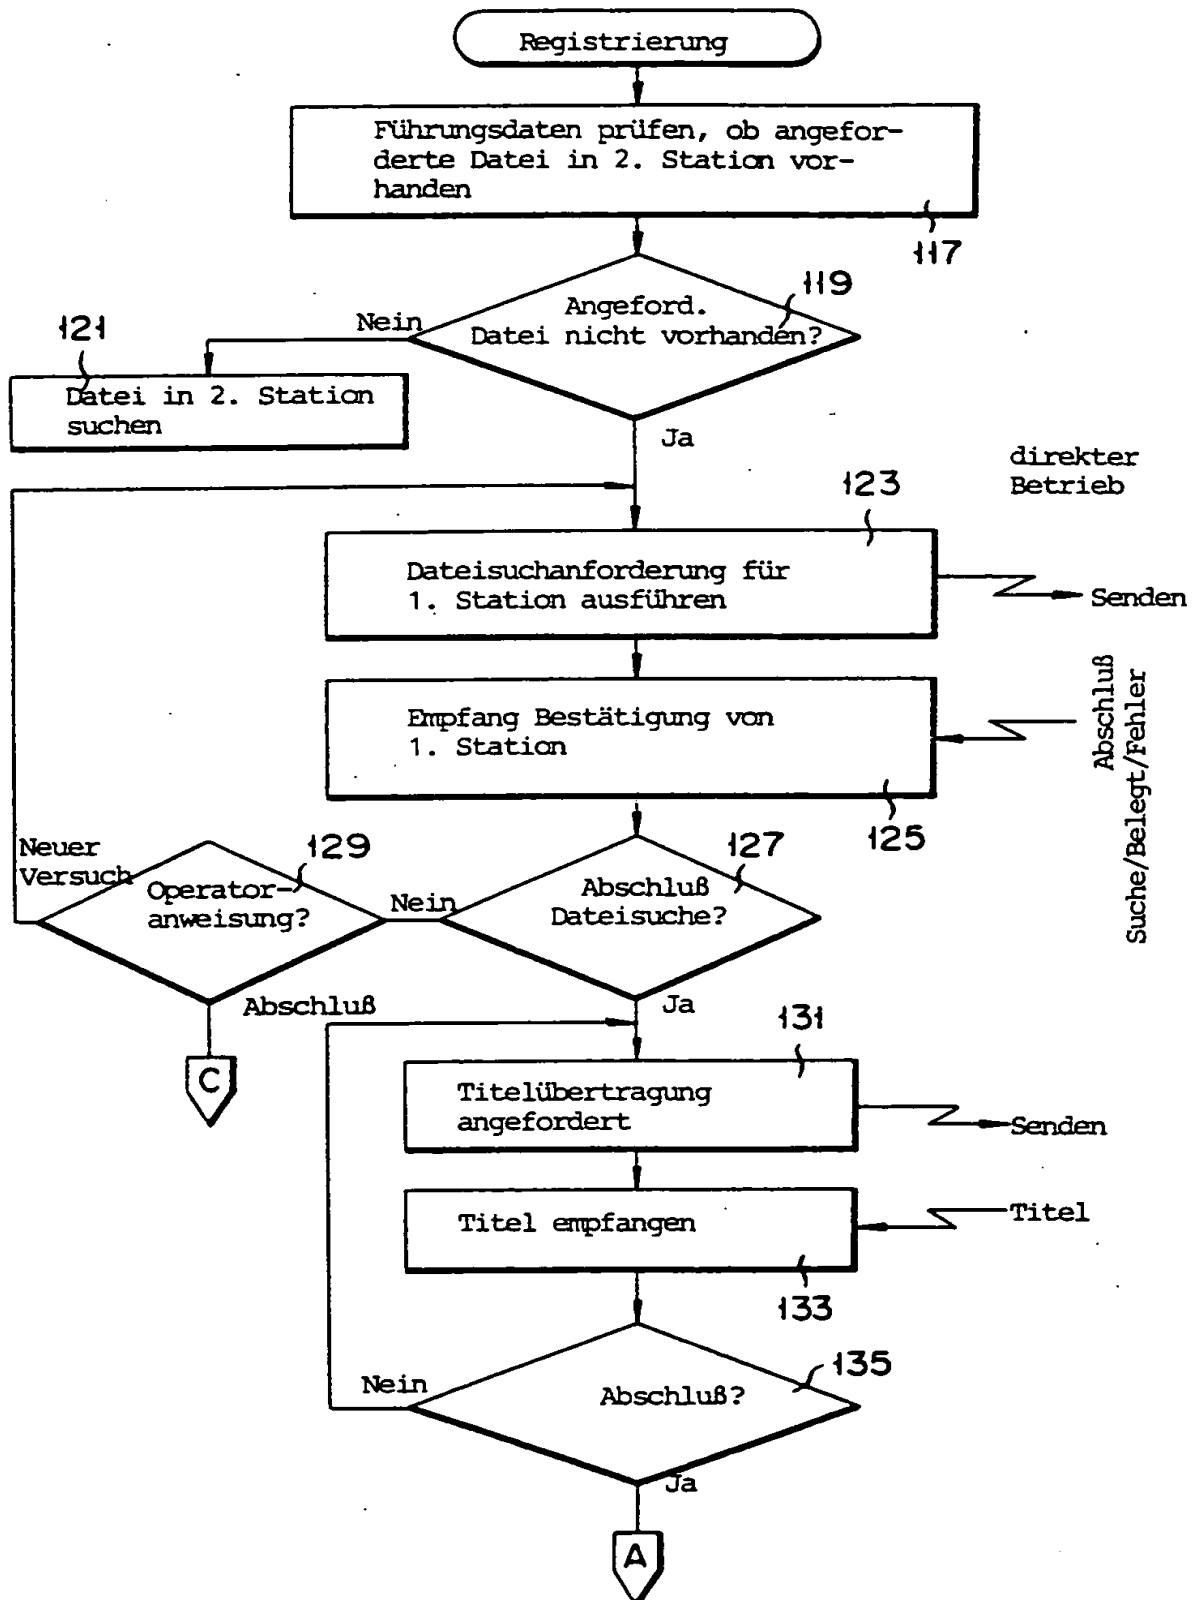 Registrierung
Führungsdaten prüfen, ob angefor-
derte Datei in 2. Station vor-
handen
117
119
Angeford.
Datei nicht vorhanden?
Nein
121
Datei in 2. Station
suchen
Ja
direkter
Betrieb
123
Dateisuchanforderung für
1. Station ausführen
Senden
Empfang Bestätigung von
1. Station
Abschluß
Suche/Belegt/Fehler
125
127
Abschluß
Dateisuche?
Nein
129
Neuer
Versuch
Operator-
anweisung?
Abschluß
C
Ja
131
Titelübertragung
angefordert
Senden
Titel empfangen
Titel
133
135
Abschluß?
Nein
Ja
A